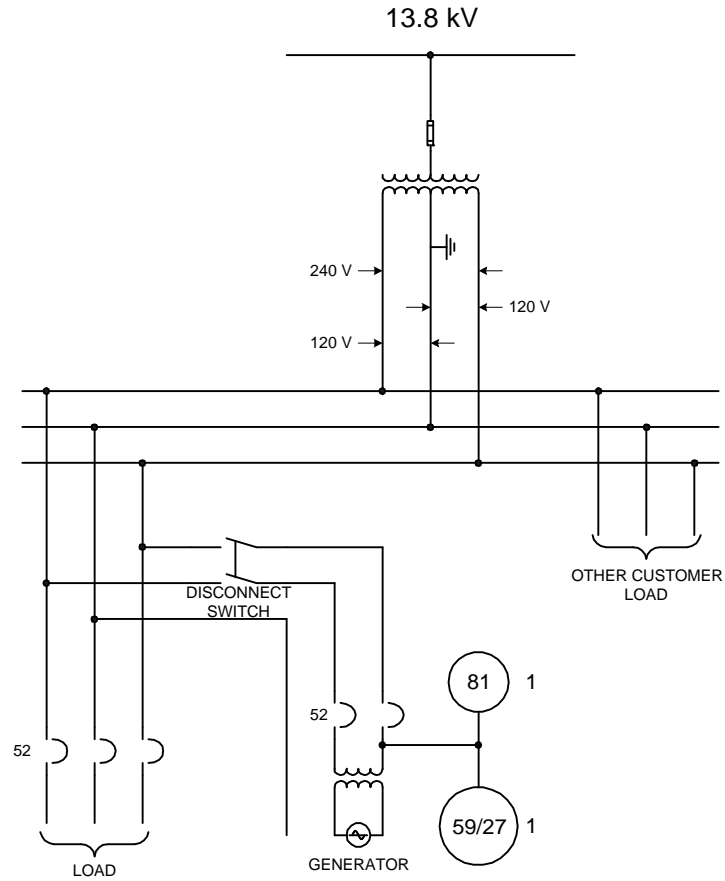 13.8 kV
240 V
120 V
120 V
OTHER CUSTOMER
LOAD
DISCONNECT
SWITCH
81 1
52
52
59/27 1
GENERATOR
LOAD